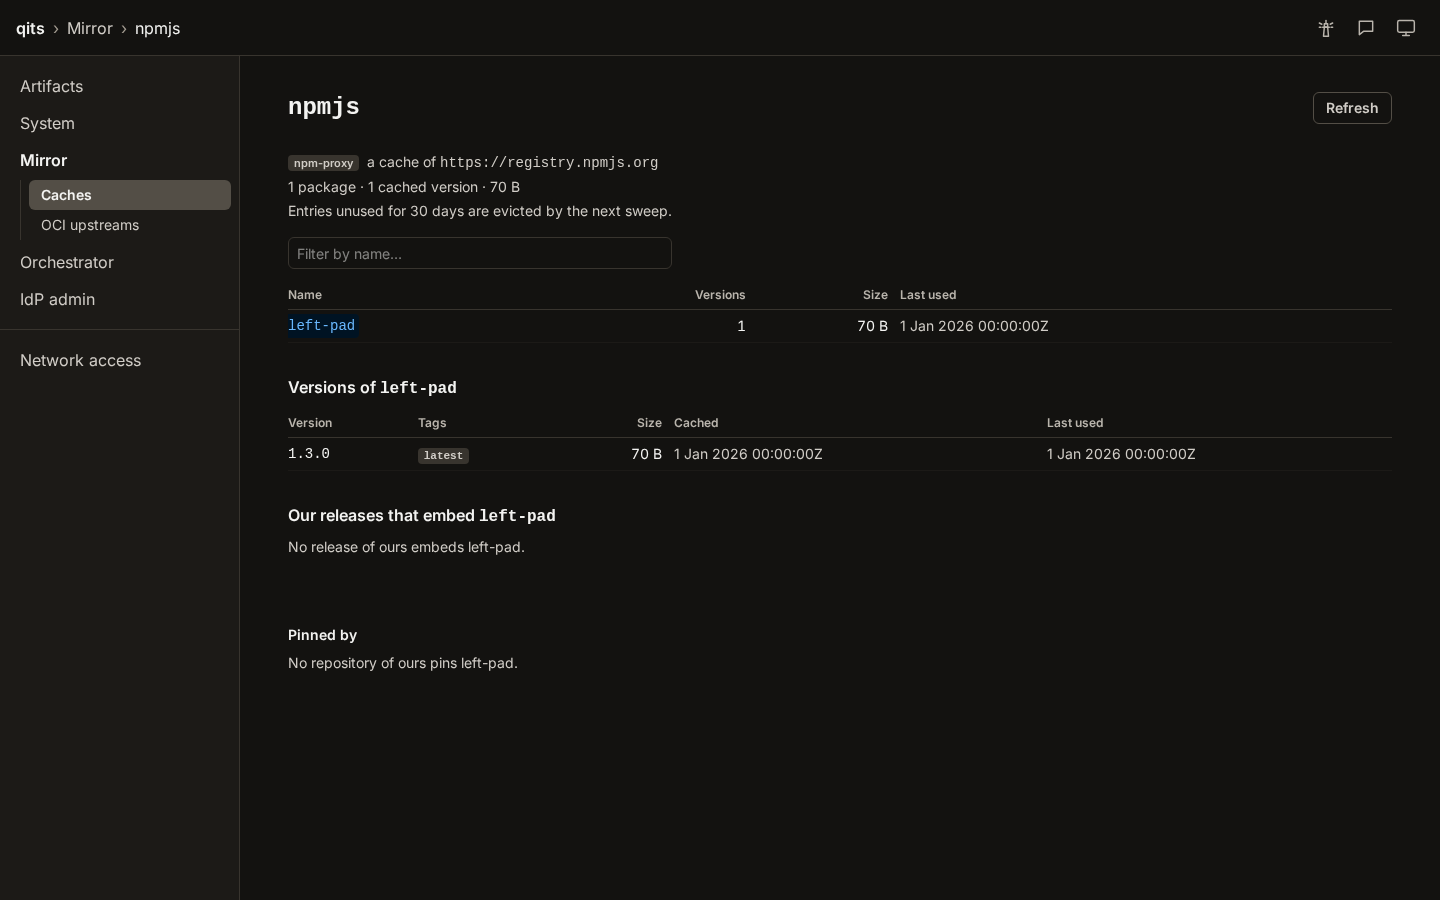 qits › Mirror › npmjs
Artifacts
System
Mirror
Caches
OCI upstreams
Orchestrator
IdP admin
Network access
npmjs
Refresh
npm-proxy a cache of https://registry.npmjs.org
1 package · 1 cached version · 70 B
Entries unused for 30 days are evicted by the next sweep.
Filter by name...
Name Versions Size Last used
left-pad 1 70 B 1 Jan 2026 00:00:00Z
Versions of left-pad
Version Tags Size Cached Last used
1.3.0 latest 70 B 1 Jan 2026 00:00:00Z 1 Jan 2026 00:00:00Z
Our releases that embed left-pad
No release of ours embeds left-pad.
Pinned by
No repository of ours pins left-pad.